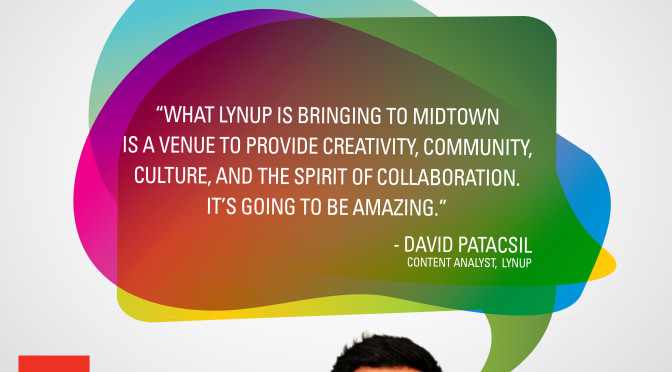 “WHAT LYNUP IS BRINGING TO MIDTOWN
IS A VENUE TO PROVIDE CREATIVITY, COMMUNITY,
CULTURE, AND THE SPIRIT OF COLLABORATION.
IT’S GOING TO BE AMAZING.”
- DAVID PATACSIL
CONTENT ANALYST, LYNUP